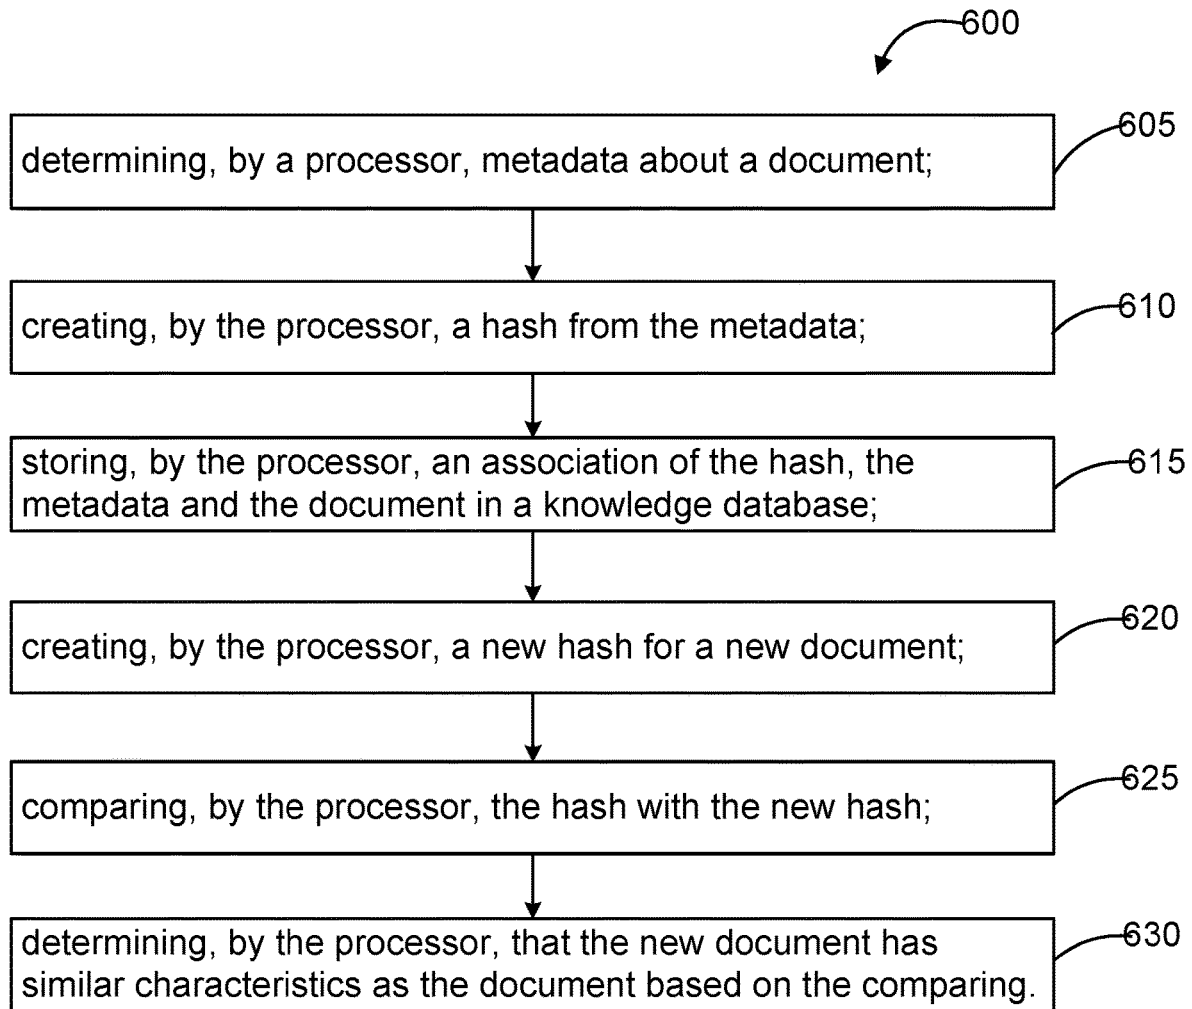 600
605
determining, by a processor, metadata about a document;
610
creating, by the processor, a hash from the metadata;
615
storing, by the processor, an association of the hash, the
metadata and the document in a knowledge database;
620
creating, by the processor, a new hash for a new document;
625
comparing, by the processor, the hash with the new hash;
630
determining, by the processor, that the new document has
similar characteristics as the document based on the comparing.